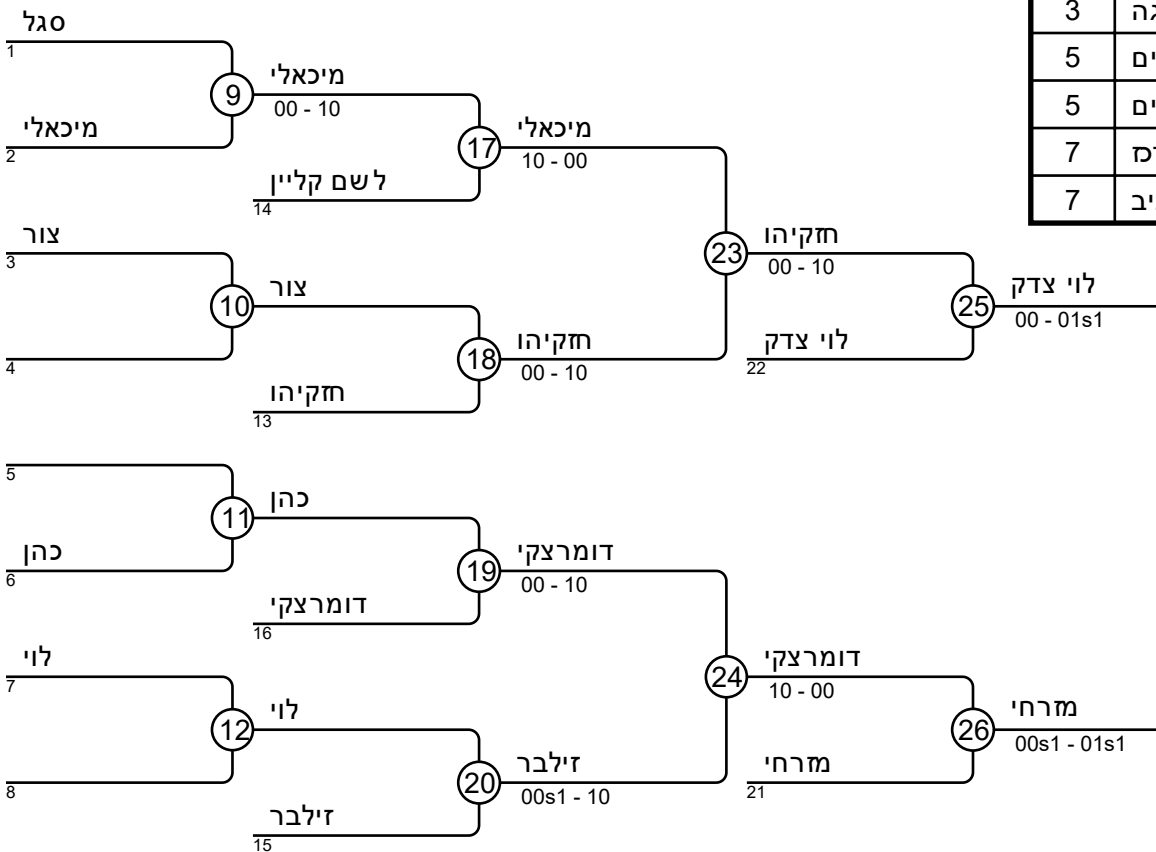 סגל
1
9
מיכאלי
00 - 10
מיכאלי
2
17
מיכאלי
10 - 00
לשם קליין
14
צור
3
10
צור
4
18
חזקיהו
00 - 10
חזקיהו
13
23
חזקיהו
00 - 10
לוי צדק
22
25
לוי צדק
00 - 01s1
5
11
כהן
כהן
6
19
דומרצקי
00 - 10
דומרצקי
16
לוי
7
12
לוי
8
20
זילבר
00s1 - 10
זילבר
15
24
דומרצקי
10 - 00
מזרחי
21
26
מזרחי
00s1 - 01s1
3
5
5
7
7